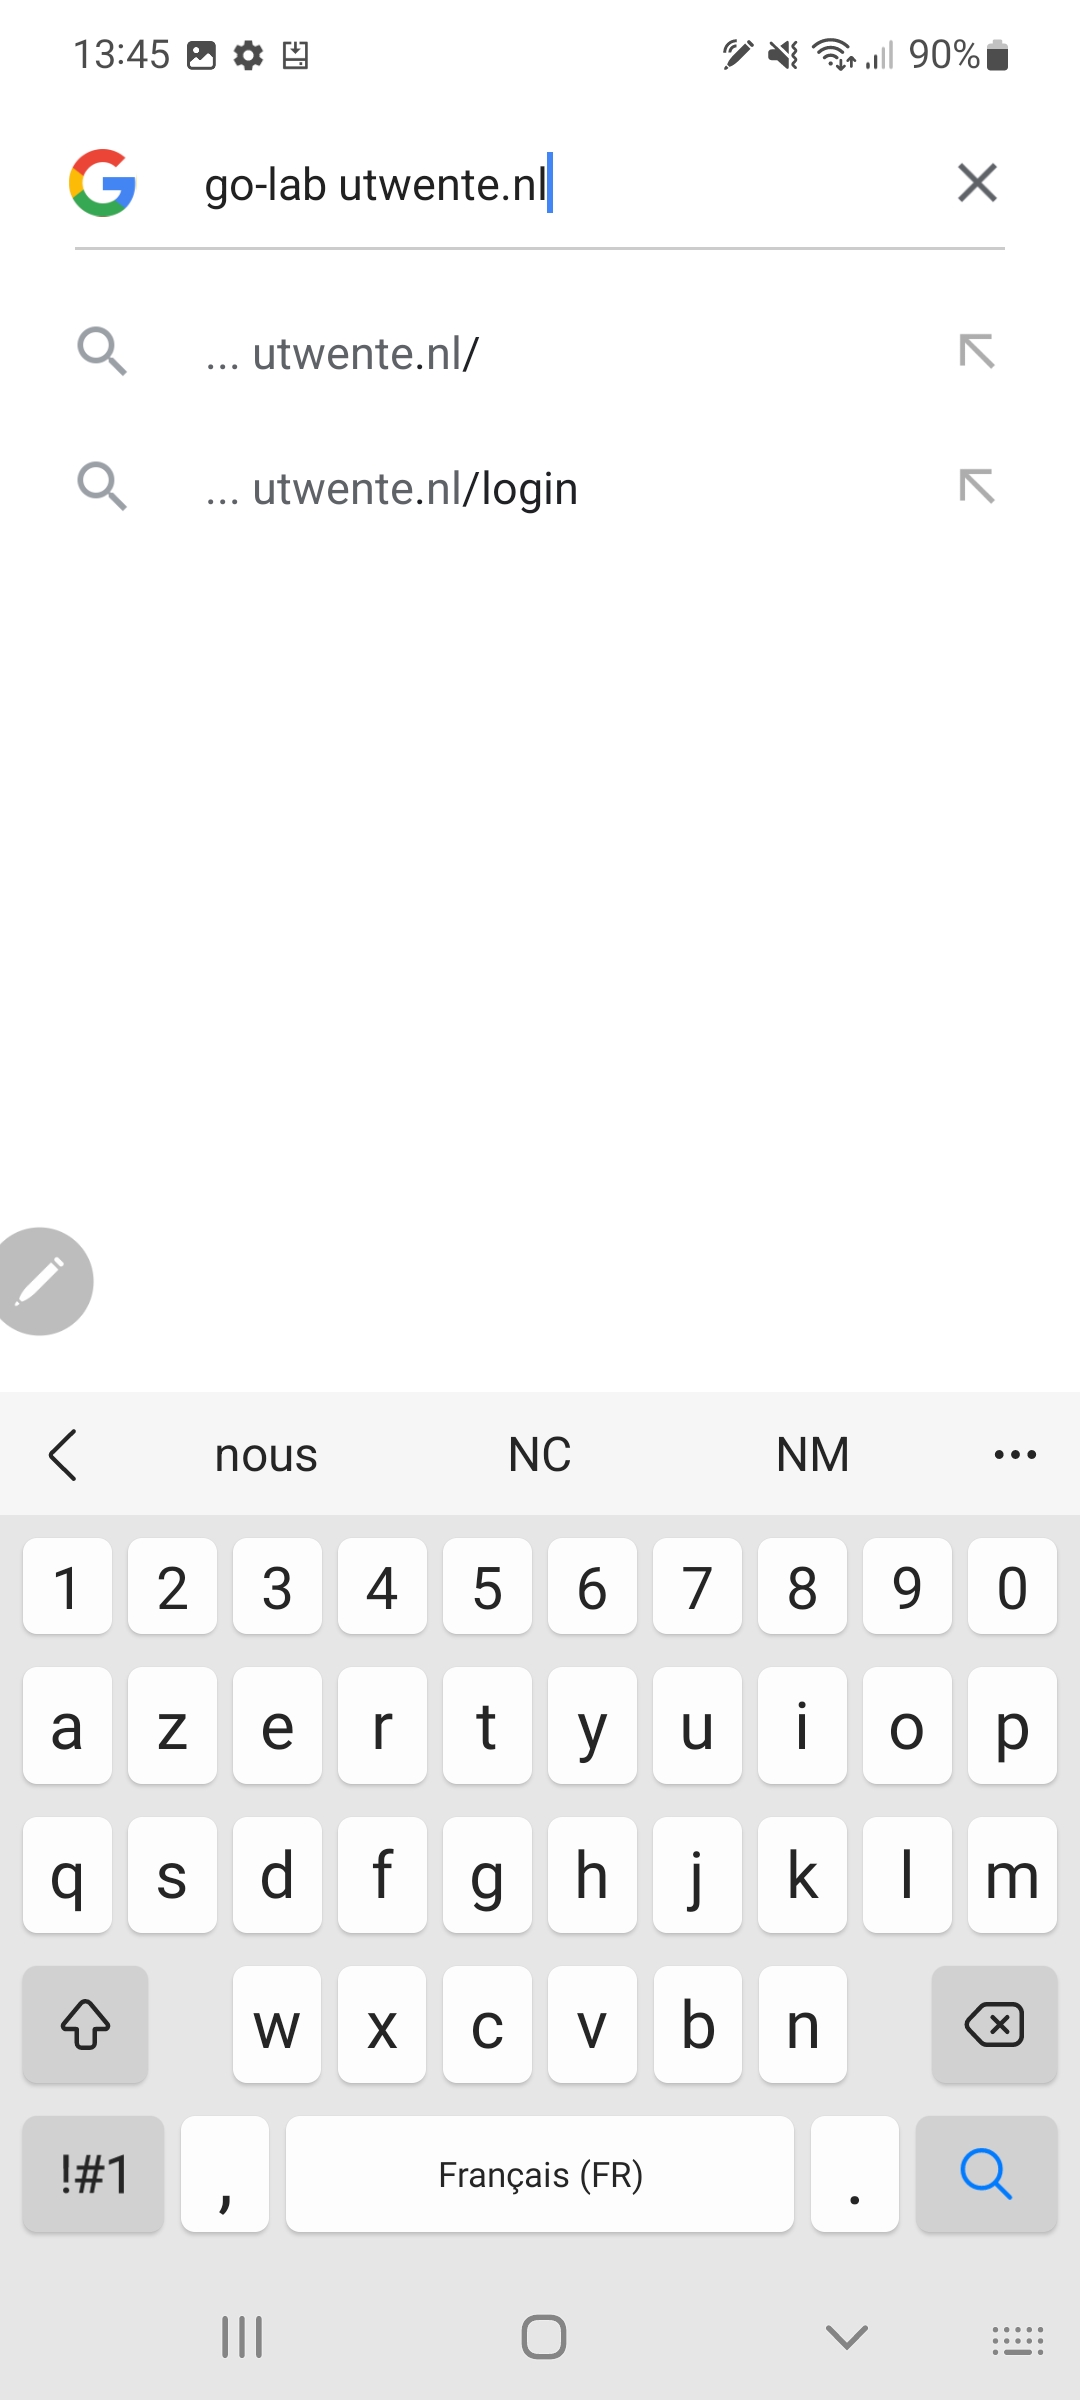 13:45 90%
go-lab utwente.nl
... utwente.nl/
... utwente.nl/login
nous NC NM ...
1 2 3 4 5 6 7 8 9 0
a z e r t y u i o p
q s d f g h j k l m
w x c v b n
!#1 , Français (FR) .